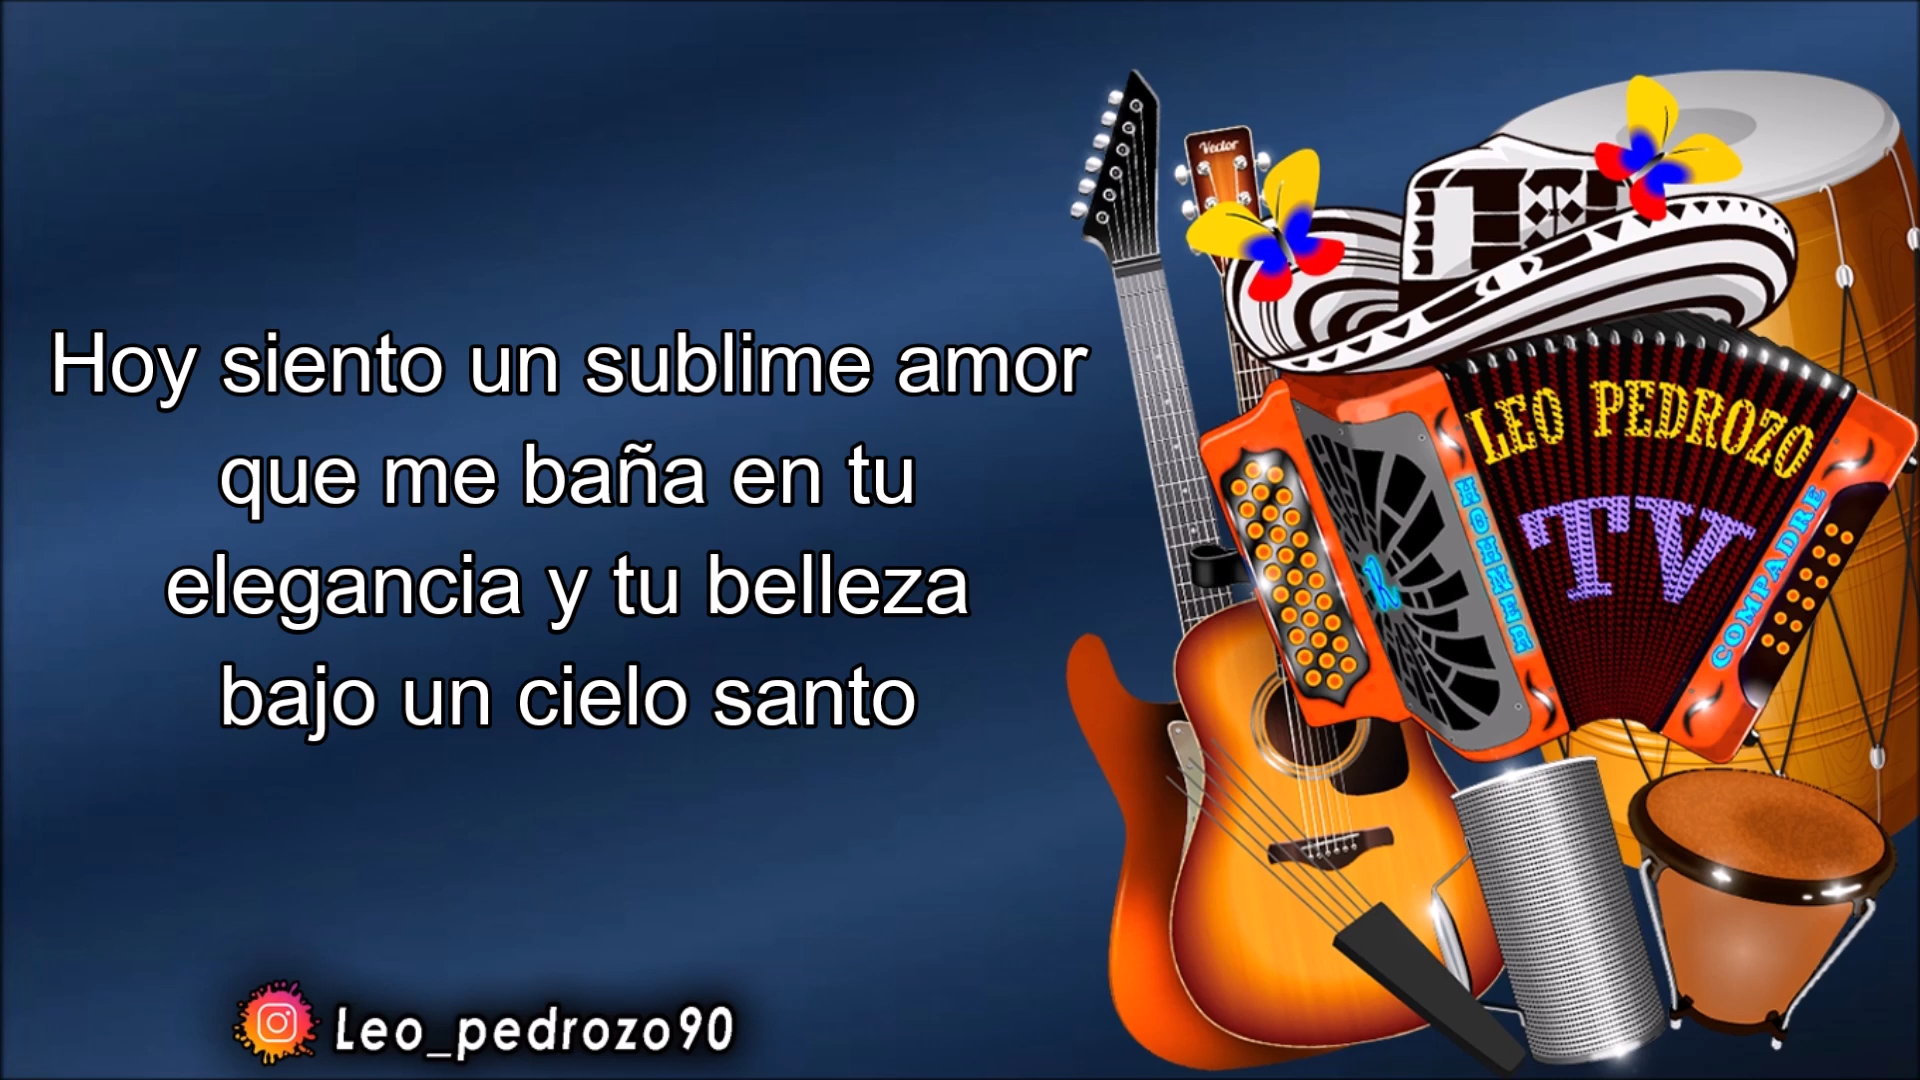 Hoy siento un sublime amor
que me baña en tu
elegancia y tu belleza
bajo un cielo santo
Leo_pedrozo90
Vector
LEO PEDROZO
TV
HOHNER
COMPADRE
K